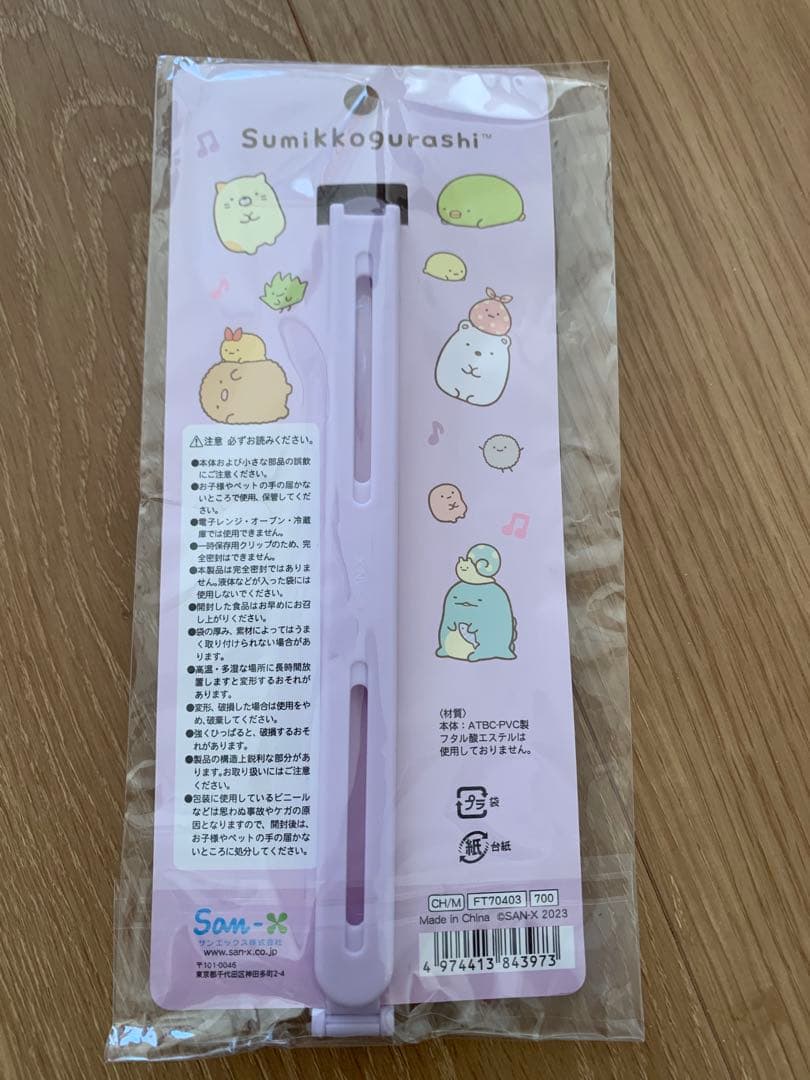 Sumikkogurashi™
⚠注意 必ずお読みください。
●本体および小さな部品の誤飲
にご注意ください。
●お子様やペットの手の届かな
いところで使用、保管してくだ
さい。
●電子レンジ・オーブン・冷蔵
庫では使用できません。
●一時保存用クリップのため、完
全密封はできません。
●本製品は完全密封ではありま
せん。液体などが入った袋には
使用しないでください。
●開封した食品はお早めにお召
し上がりください。
●袋の厚み、素材によってはうま
く取り付けられない場合があ
ります。
●高温・多湿な場所に長時間放
置しますと変形するおそれが
あります。
●変形、破損した場合は使用をや
め、破棄してください。
●強くひっぱると、破損するおそ
れがあります。
●製品の構造上鋭利な部分があ
ります。お取り扱いにはご注意
ください。
●包装に使用しているビニール
などは思わぬ事故やケガの原
因となりますので、開封後は、
お子様やペットの手の届かな
いところに処分してください。
〈材質〉
本体：ATBC-PVC製
フタル酸エステルは
使用しておりません。
プラ 袋
紙 台紙
San-X
サンエックス株式会社
www.san-x.co.jp
〒101-0046
東京都千代田区神田多町2-4
CH/M FT70403 700
Made in China ©SAN-X 2023
4 974413 843973